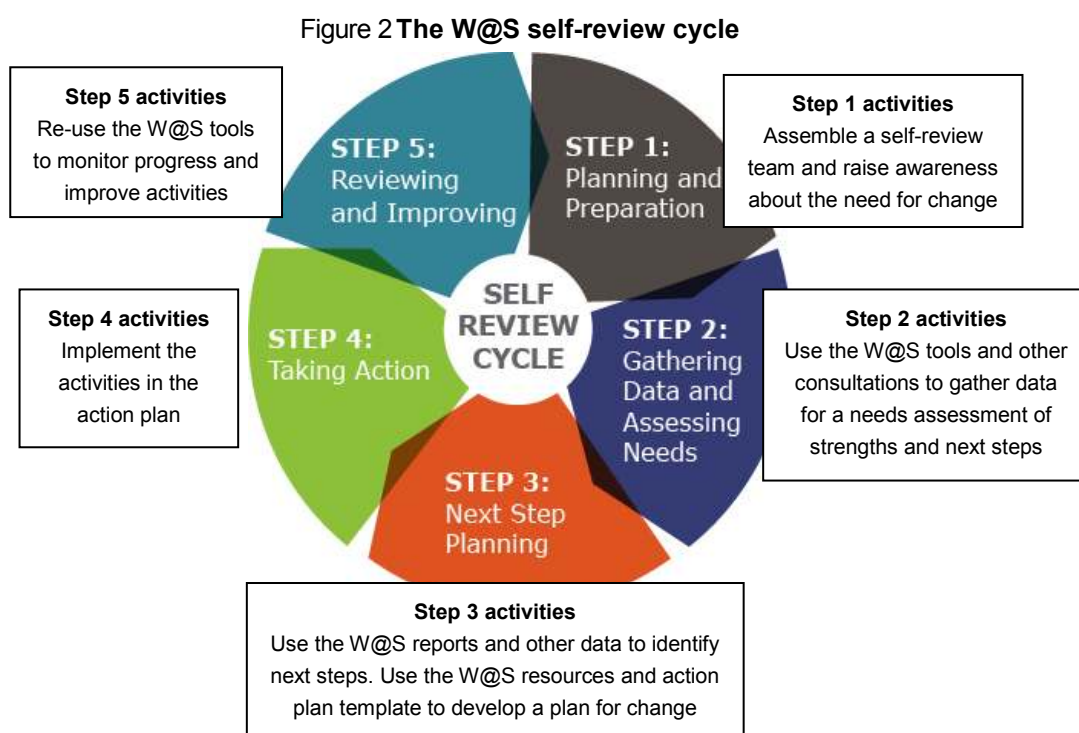 Figure 2 The W@S self-review cycle
Step 5 activities
Re-use the W@S tools
to monitor progress and
improve activities
STEP 5:
Reviewing
and Improving
STEP 1:
Planning and
Preparation
Step 1 activities
Assemble a self-review
team and raise awareness
about the need for change
Step 4 activities
Implement the
activities in the
action plan
STEP 4:
Taking Action
SELF
REVIEW
CYCLE
STEP 2:
Gathering
Data and
Assessing
Needs
Step 2 activities
Use the W@S tools and other
consultations to gather data
for a needs assessment of
strengths and next steps
STEP 3:
Next Step
Planning
Step 3 activities
Use the W@S reports and other data to identify
next steps. Use the W@S resources and action
plan template to develop a plan for change